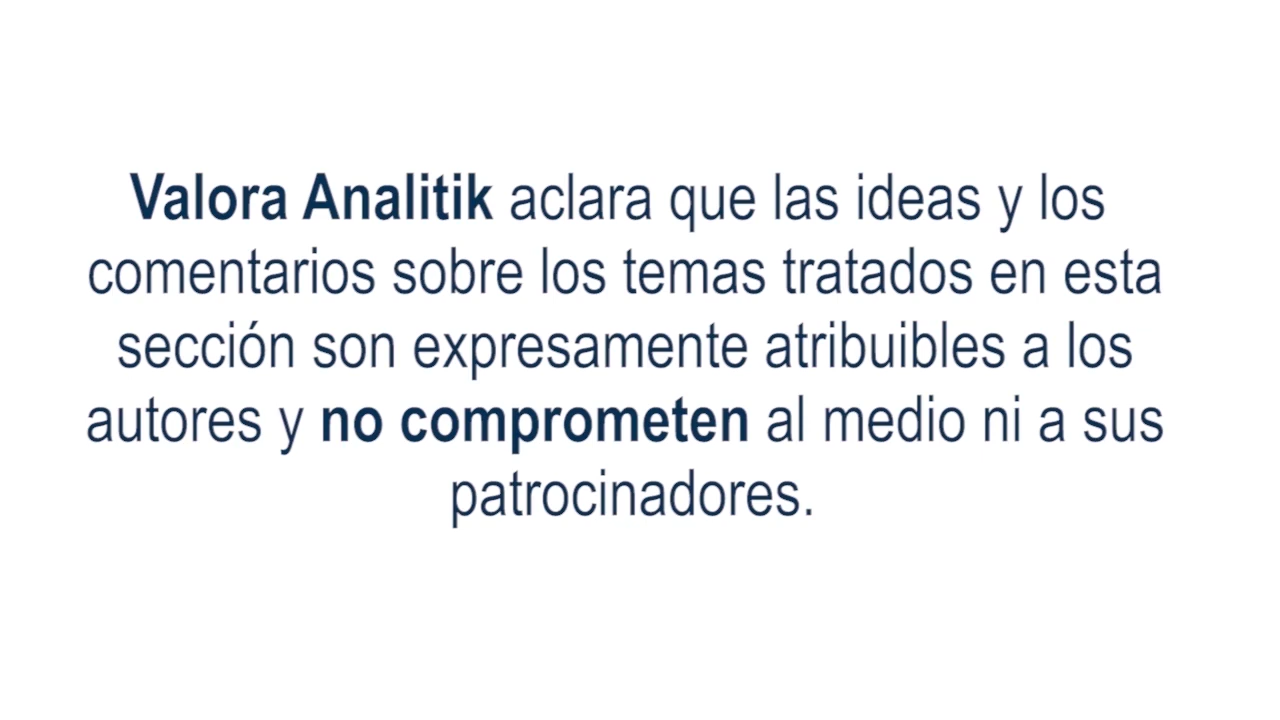 Valora Analitik aclara que las ideas y los
comentarios sobre los temas tratados en esta
sección son expresamente atribuibles a los
autores y no comprometen al medio ni a sus
patrocinadores.